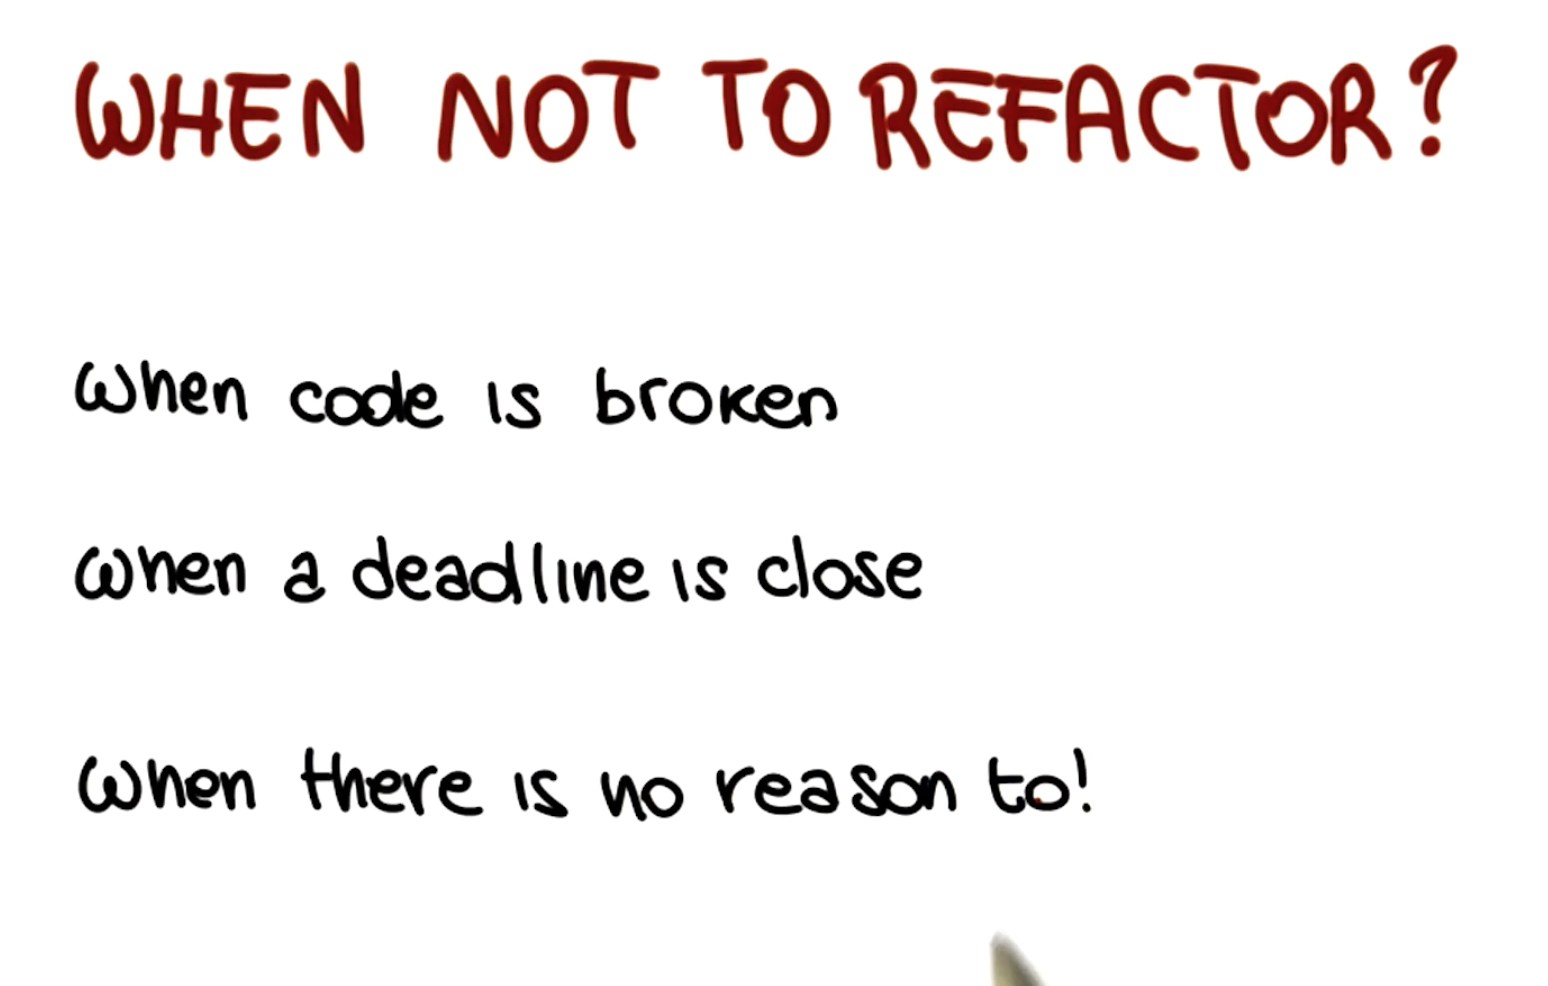 WHEN NOT TO REFACTOR?
When code is broken
When a deadline is close
When there is no reason to!